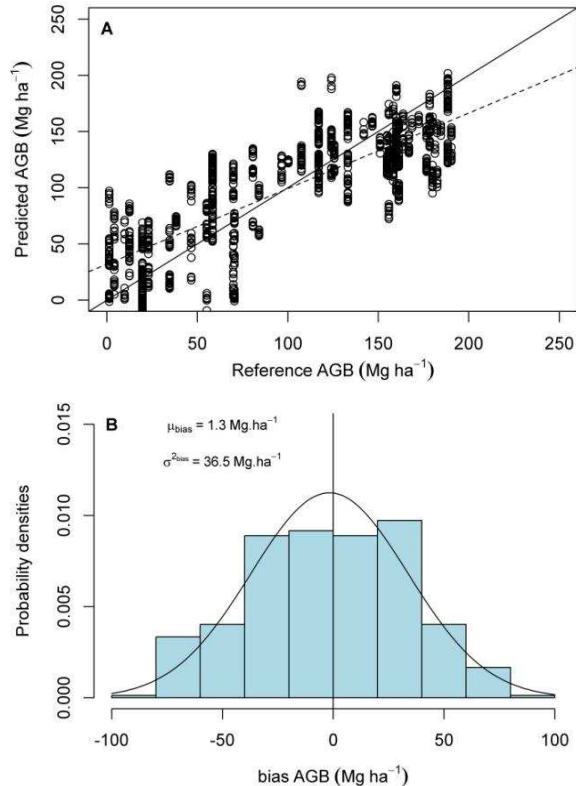 A
250
200
150
100
50
0
Predicted AGB (Mg ha⁻¹)
0 50 100 150 200 250
Reference AGB (Mg ha⁻¹)
B
μbias = 1.3 Mg.ha⁻¹
σ²bias = 36.5 Mg.ha⁻¹
0.015
0.010
0.005
0.000
Probability densities
-100 -50 0 50 100
bias AGB (Mg ha⁻¹)